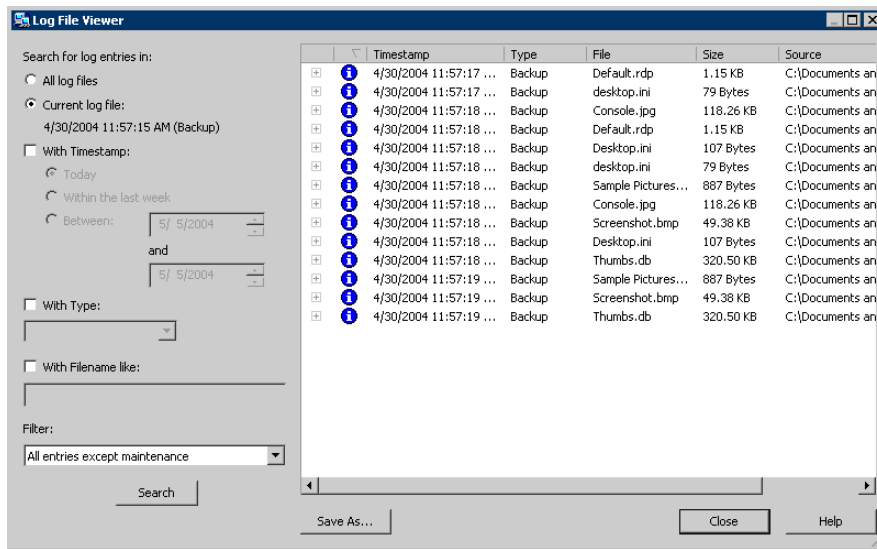 Log File Viewer
Search for log entries in:
All log files
Current log file:
4/30/2004 11:57:15 AM (Backup)
With Timestamp:
Today
Within the last week
Between:
5/ 5/2004
and
5/ 5/2004
With Type:
With Filename like:
Filter:
All entries except maintenance
Search
Timestamp Type File Size Source
4/30/2004 11:57:17 ... Backup Default.rdp 1.15 KB C:\Documents an
4/30/2004 11:57:17 ... Backup desktop.ini 79 Bytes C:\Documents an
4/30/2004 11:57:18 ... Backup Console.jpg 118.26 KB C:\Documents an
4/30/2004 11:57:18 ... Backup Default.rdp 1.15 KB C:\Documents an
4/30/2004 11:57:18 ... Backup Desktop.ini 107 Bytes C:\Documents an
4/30/2004 11:57:18 ... Backup desktop.ini 79 Bytes C:\Documents an
4/30/2004 11:57:18 ... Backup Sample Pictures... 887 Bytes C:\Documents an
4/30/2004 11:57:18 ... Backup Console.jpg 118.26 KB C:\Documents an
4/30/2004 11:57:18 ... Backup Screenshot.bmp 49.38 KB C:\Documents an
4/30/2004 11:57:18 ... Backup Desktop.ini 107 Bytes C:\Documents an
4/30/2004 11:57:18 ... Backup Thumbs.db 320.50 KB C:\Documents an
4/30/2004 11:57:19 ... Backup Sample Pictures... 887 Bytes C:\Documents an
4/30/2004 11:57:19 ... Backup Screenshot.bmp 49.38 KB C:\Documents an
4/30/2004 11:57:19 ... Backup Thumbs.db 320.50 KB C:\Documents an
Save As... Close Help